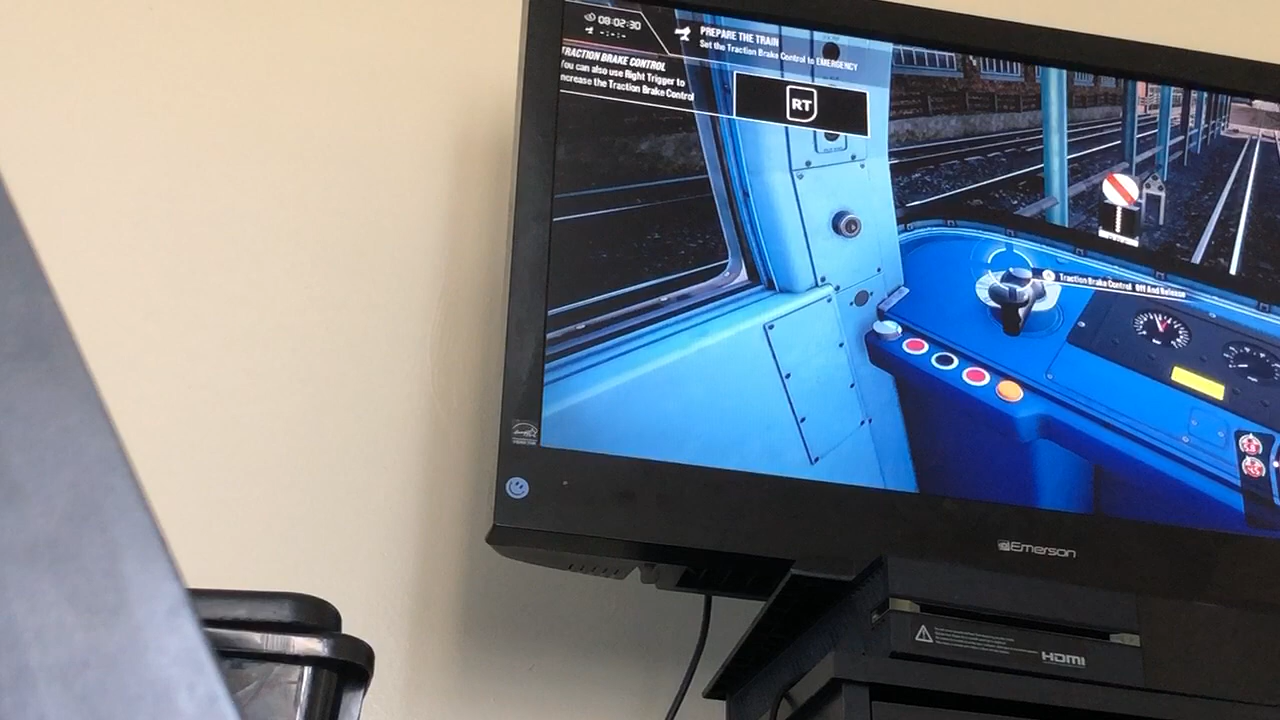 08:02:30
PREPARE THE TRAIN
Set the Traction Brake Control to EMERGENCY
TRACTION BRAKE CONTROL
You can also use Right Trigger to
increase the Traction Brake Control
RT
Traction Brake Control Off And Release
Emerson
HDMI